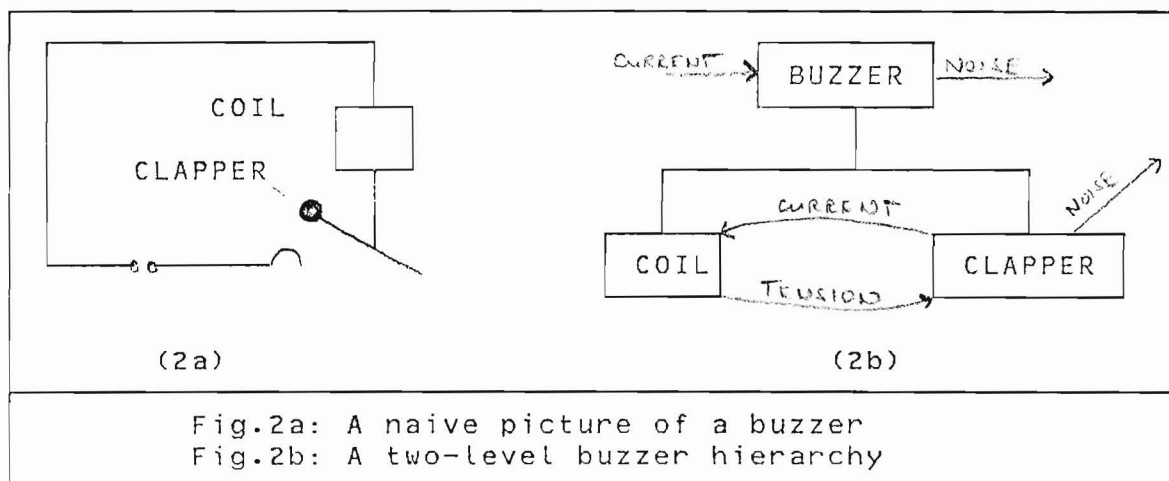 COIL
CLAPPER
(2a)
CURRENT
BUZZER
NOISE
NOISE
CURRENT
COIL
CLAPPER
TENSION
(2b)
Fig.2a: A naive picture of a buzzer
Fig.2b: A two-level buzzer hierarchy